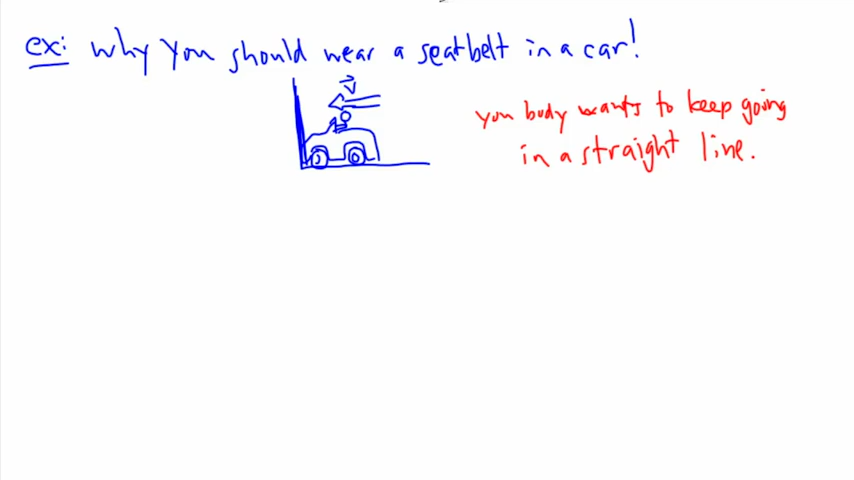 ex: why you should wear a seatbelt in a car!
v
you body wants to keep going
in a straight line.